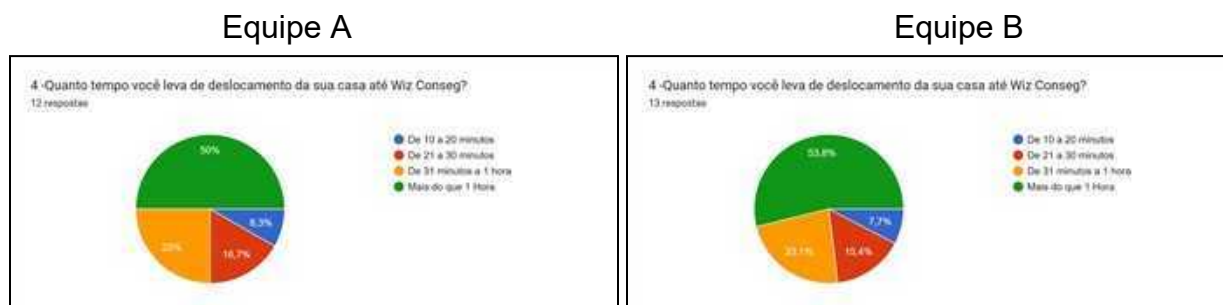 Equipe A
Equipe B
4 -Quanto tempo você leva de deslocamento da sua casa até Wiz Conseg?
12 respostas
De 10 a 20 minutos
De 21 a 30 minutos
De 31 minutos a 1 hora
Mais do que 1 Hora
50%
8,3%
16,7%
25%
4 -Quanto tempo você leva de deslocamento da sua casa até Wiz Conseg?
13 respostas
De 10 a 20 minutos
De 21 a 30 minutos
De 31 minutos a 1 hora
Mais do que 1 Hora
53,8%
7,7%
15,4%
23,1%